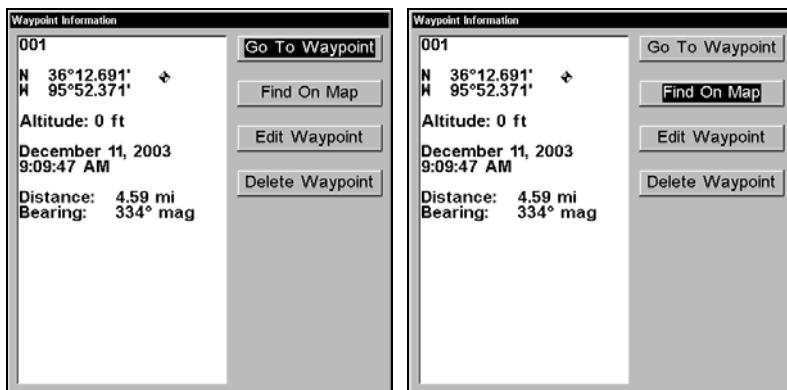 Waypoint Information
001
N 36°12.691'
W 95°52.371'
Altitude: 0 ft
December 11, 2003
9:09:47 AM
Distance: 4.59 mi
Bearing: 334° mag
Go To Waypoint
Find On Map
Edit Waypoint
Delete Waypoint
Waypoint Information
001
N 36°12.691'
W 95°52.371'
Altitude: 0 ft
December 11, 2003
9:09:47 AM
Distance: 4.59 mi
Bearing: 334° mag
Go To Waypoint
Find On Map
Edit Waypoint
Delete Waypoint